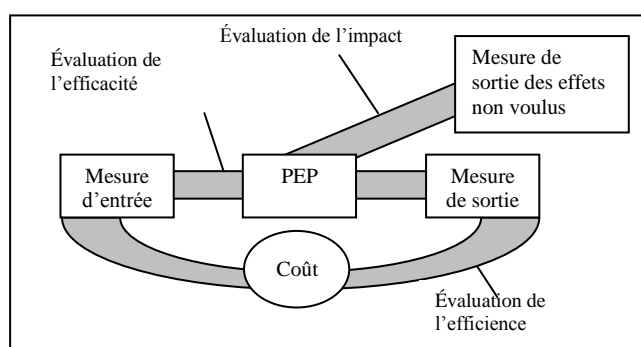 Évaluation de l'impact
Évaluation de
l'efficacité
Mesure de
sortie des effets
non voulus
Mesure
d'entrée
PEP
Mesure
de sortie
Coût
Évaluation de
l'efficience